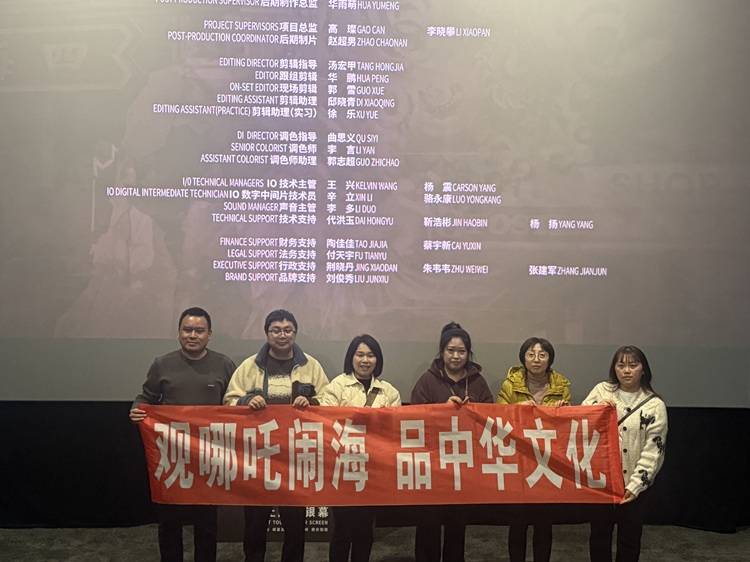 POST PRODUCTION SUPERVISOR 后期制作总监 华雨萌 HUA YUMENG
PROJECT SUPERVISORS 项目总监 高 璨 GAO CAN 李晓攀 LI XIAOPAN
POST-PRODUCTION COORDINATOR 后期制片 赵超男 ZHAO CHAONAN
EDITING DIRECTOR 剪辑指导 汤宏甲 TANG HONGJIA
EDITOR 跟组剪辑 华 鹏 HUA PENG
ON-SET EDITOR 现场剪辑 郭 雪 GUO XUE
EDITING ASSISTANT 剪辑助理 邸晓青 DI XIAOQING
EDITING ASSISTANT(PRACTICE) 剪辑助理(实习) 徐 乐 XU YUE
DI DIRECTOR 调色指导 曲思义 QU SIYI
SENIOR COLORIST 调色师 李 言 LI YAN
ASSISTANT COLORIST 调色师助理 郭志超 GUO ZHICHAO
I/O TECHNICAL MANAGERS IO 技术主管 王 兴 KELVIN WANG 杨 震 CARSON YANG
IO DIGITAL INTERMEDIATE TECHNICIAN IO 数字中间片技术员 辛 立 XIN LI 骆永康 LUO YONGKANG
SOUND MANAGER 声音主管 李 多 LI DUO
TECHNICAL SUPPORT 技术支持 代洪玉 DAI HONGYU 靳浩彬 JIN HAOBIN 杨 扬 YANG YANG
FINANCE SUPPORT 财务支持 陶佳佳 TAO JIAJIA 蔡宇新 CAI YUXIN
LEGAL SUPPORT 法务支持 付天宇 FU TIANYU
EXECUTIVE SUPPORT 行政支持 荆晓丹 JING XIAODAN 朱韦韦 ZHU WEIWEI 张建军 ZHANG JIANJUN
BRAND SUPPORT 品牌支持 刘俊秀 LIU JUNXIU
观哪吒闹海 品中华文化
银幕
SCREEN